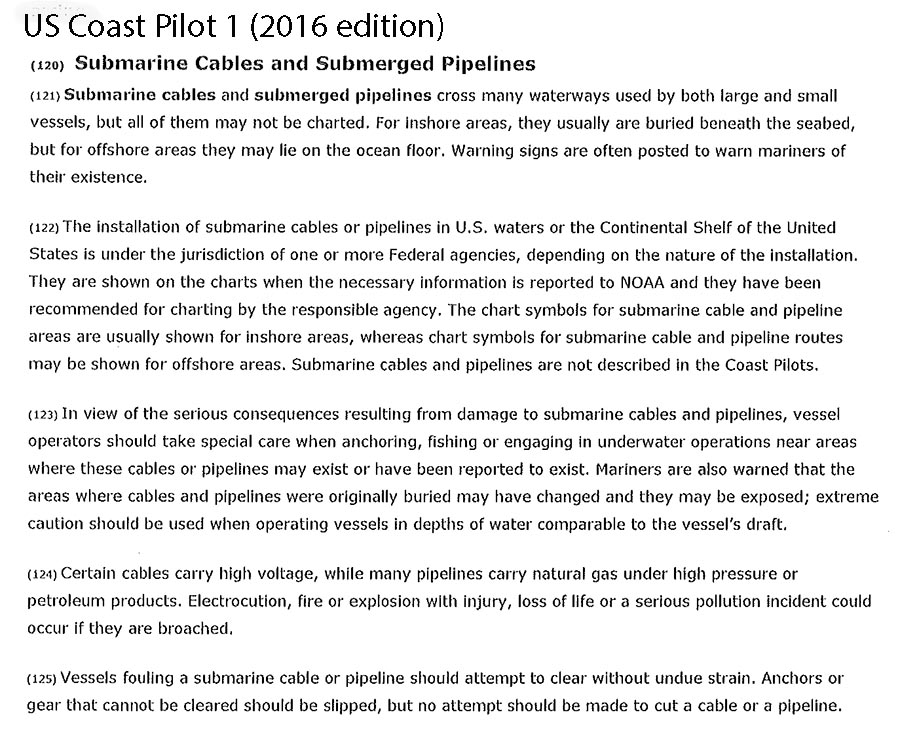 US Coast Pilot 1 (2016 edition)
(120) Submarine Cables and Submerged Pipelines
(121) Submarine cables and submerged pipelines cross many waterways used by both large and small
vessels, but all of them may not be charted. For inshore areas, they usually are buried beneath the seabed,
but for offshore areas they may lie on the ocean floor. Warning signs are often posted to warn mariners of
their existence.
(122) The installation of submarine cables or pipelines in U.S. waters or the Continental Shelf of the United
States is under the jurisdiction of one or more Federal agencies, depending on the nature of the installation.
They are shown on the charts when the necessary information is reported to NOAA and they have been
recommended for charting by the responsible agency. The chart symbols for submarine cable and pipeline
areas are usually shown for inshore areas, whereas chart symbols for submarine cable and pipeline routes
may be shown for offshore areas. Submarine cables and pipelines are not described in the Coast Pilots.
(123) In view of the serious consequences resulting from damage to submarine cables and pipelines, vessel
operators should take special care when anchoring, fishing or engaging in underwater operations near areas
where these cables or pipelines may exist or have been reported to exist. Mariners are also warned that the
areas where cables and pipelines were originally buried may have changed and they may be exposed; extreme
caution should be used when operating vessels in depths of water comparable to the vessel's draft.
(124) Certain cables carry high voltage, while many pipelines carry natural gas under high pressure or
petroleum products. Electrocution, fire or explosion with injury, loss of life or a serious pollution incident could
occur if they are broached.
(125) Vessels fouling a submarine cable or pipeline should attempt to clear without undue strain. Anchors or
gear that cannot be cleared should be slipped, but no attempt should be made to cut a cable or a pipeline.